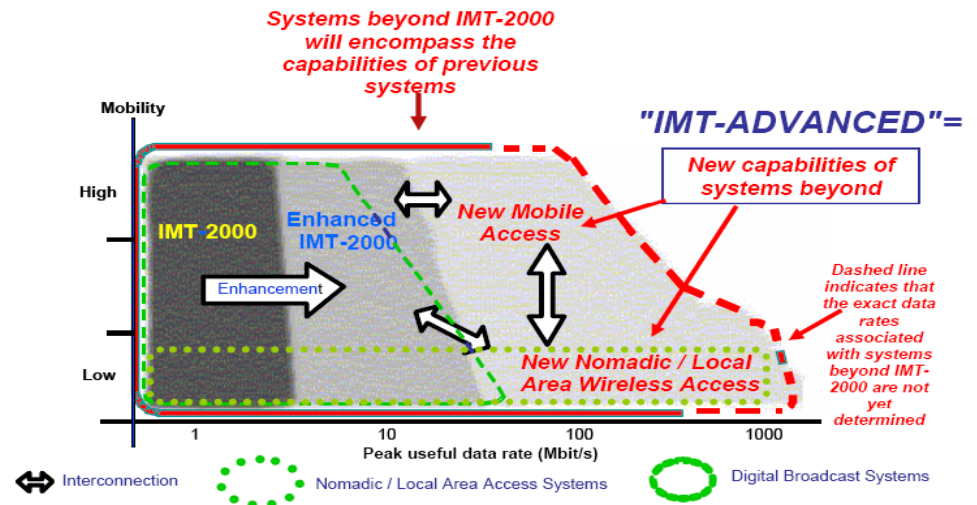 Systems beyond IMT-2000
will encompass the
capabilities of previous
systems
Mobility
"IMT-ADVANCED"=
New capabilities of
systems beyond
High
IMT-2000
Enhanced
IMT-2000
New Mobile
Access
Enhancement
Dashed line
indicates that
the exact data
rates
associated
with systems
beyond IMT-
2000 are not
yet
determined
Low
New Nomadic / Local
Area Wireless Access
1
10
100
1000
Peak useful data rate (Mbit/s)
Interconnection
Nomadic / Local Area Access Systems
Digital Broadcast Systems